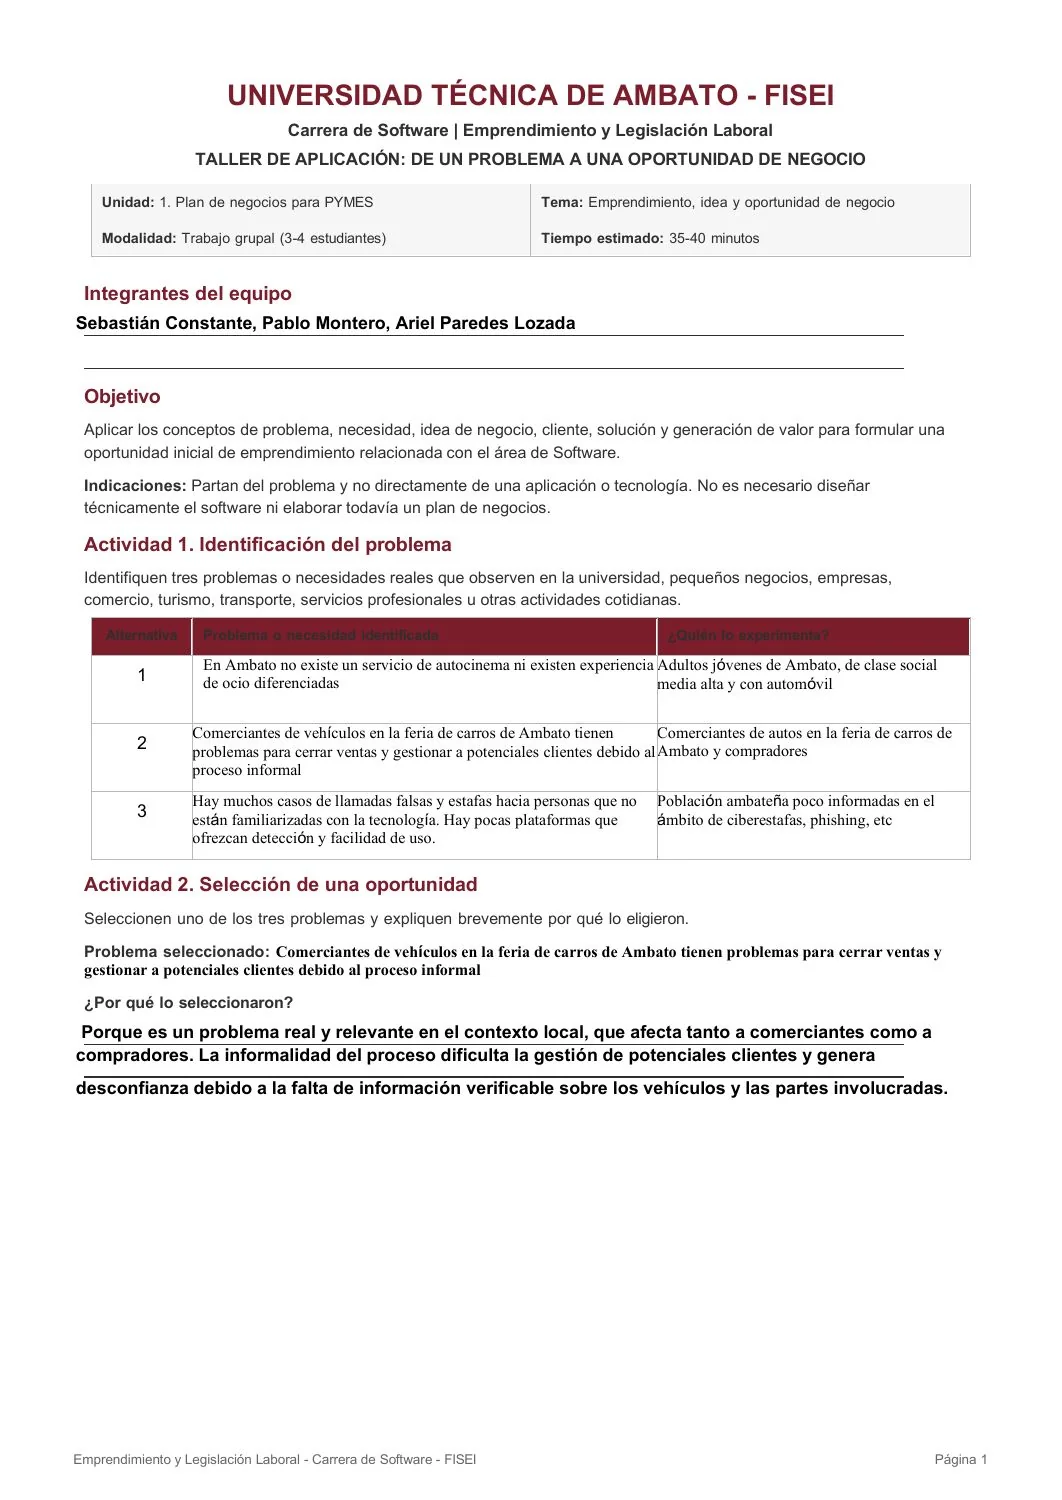 UNIVERSIDAD TÉCNICA DE AMBATO - FISEI
Carrera de Software | Emprendimiento y Legislación Laboral
TALLER DE APLICACIÓN: DE UN PROBLEMA A UNA OPORTUNIDAD DE NEGOCIO
Unidad: 1. Plan de negocios para PYMES
Tema: Emprendimiento, idea y oportunidad de negocio
Modalidad: Trabajo grupal (3-4 estudiantes)
Tiempo estimado: 35-40 minutos
Integrantes del equipo
Sebastián Constante, Pablo Montero, Ariel Paredes Lozada
Objetivo
Aplicar los conceptos de problema, necesidad, idea de negocio, cliente, solución y generación de valor para formular una
oportunidad inicial de emprendimiento relacionada con el área de Software.
Indicaciones: Partan del problema y no directamente de una aplicación o tecnología. No es necesario diseñar
técnicamente el software ni elaborar todavía un plan de negocios.
Actividad 1. Identificación del problema
Identifiquen tres problemas o necesidades reales que observen en la universidad, pequeños negocios, empresas,
comercio, turismo, transporte, servicios profesionales u otras actividades cotidianas.
Alternativa
Problema o necesidad identificada
¿Quién lo experimenta?
1
En Ambato no existe un servicio de autocinema ni existen experiencia
de ocio diferenciadas
Adultos jóvenes de Ambato, de clase social
media alta y con automóvil
2
Comerciantes de vehículos en la feria de carros de Ambato tienen
problemas para cerrar ventas y gestionar a potenciales clientes debido al
proceso informal
Comerciantes de autos en la feria de carros de
Ambato y compradores
3
Hay muchos casos de llamadas falsas y estafas hacia personas que no
están familiarizadas con la tecnología. Hay pocas plataformas que
ofrezcan detección y facilidad de uso.
Población ambateña poco informadas en el
ámbito de ciberestafas, phishing, etc
Actividad 2. Selección de una oportunidad
Seleccionen uno de los tres problemas y expliquen brevemente por qué lo eligieron.
Problema seleccionado: Comerciantes de vehículos en la feria de carros de Ambato tienen problemas para cerrar ventas y
gestionar a potenciales clientes debido al proceso informal
¿Por qué lo seleccionaron?
Porque es un problema real y relevante en el contexto local, que afecta tanto a comerciantes como a
compradores. La informalidad del proceso dificulta la gestión de potenciales clientes y genera
desconfianza debido a la falta de información verificable sobre los vehículos y las partes involucradas.
Emprendimiento y Legislación Laboral - Carrera de Software - FISEI
Página 1